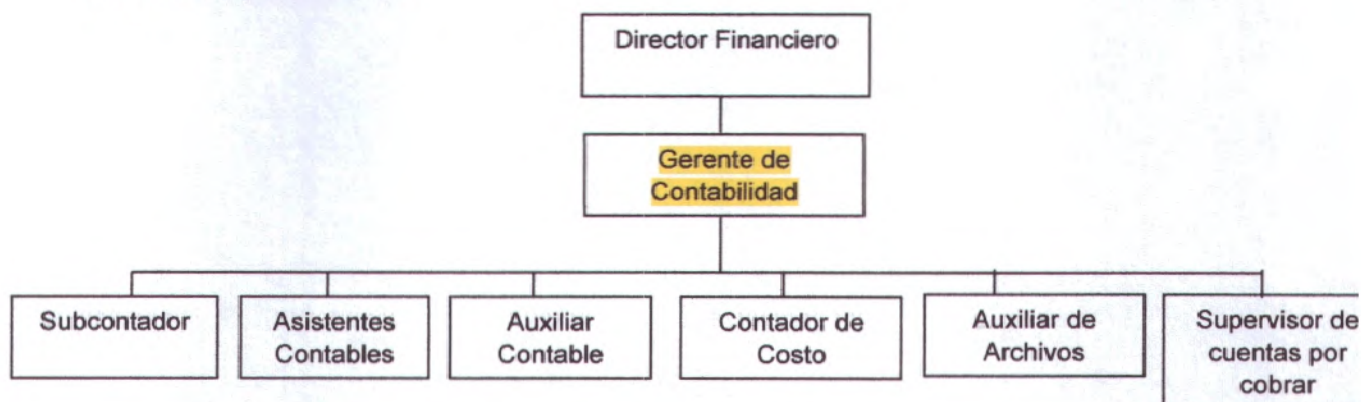 Director Financiero
Gerente de
Contabilidad
Subcontador
Asistentes
Contables
Auxiliar
Contable
Contador de
Costo
Auxiliar de
Archivos
Supervisor de
cuentas por
cobrar